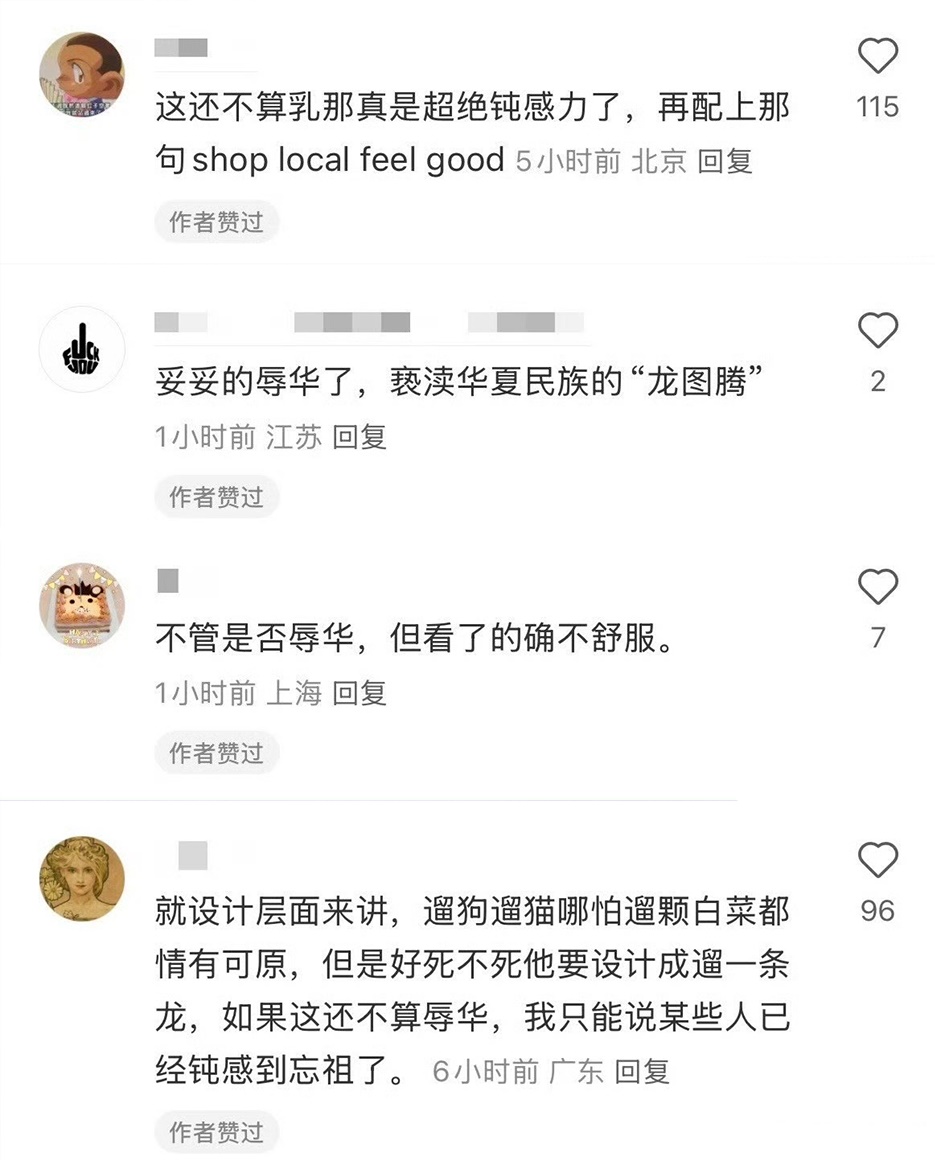 这还不算乳那真是超绝钝感力了，再配上那
句shop local feel good 5小时前 北京 回复
115
作者赞过
FUCK
YOU
妥妥的辱华了，亵渎华夏民族的“龙图腾”
2
1小时前 江苏 回复
作者赞过
不管是否辱华，但看了的确不舒服。
7
1小时前 上海 回复
作者赞过
就设计层面来讲，遛狗遛猫哪怕遛颗白菜都
96
情有可原，但是好死不死他要设计成遛一条
龙，如果这还不算辱华，我只能说某些人已
经钝感到忘祖了。 6小时前 广东 回复
作者赞过